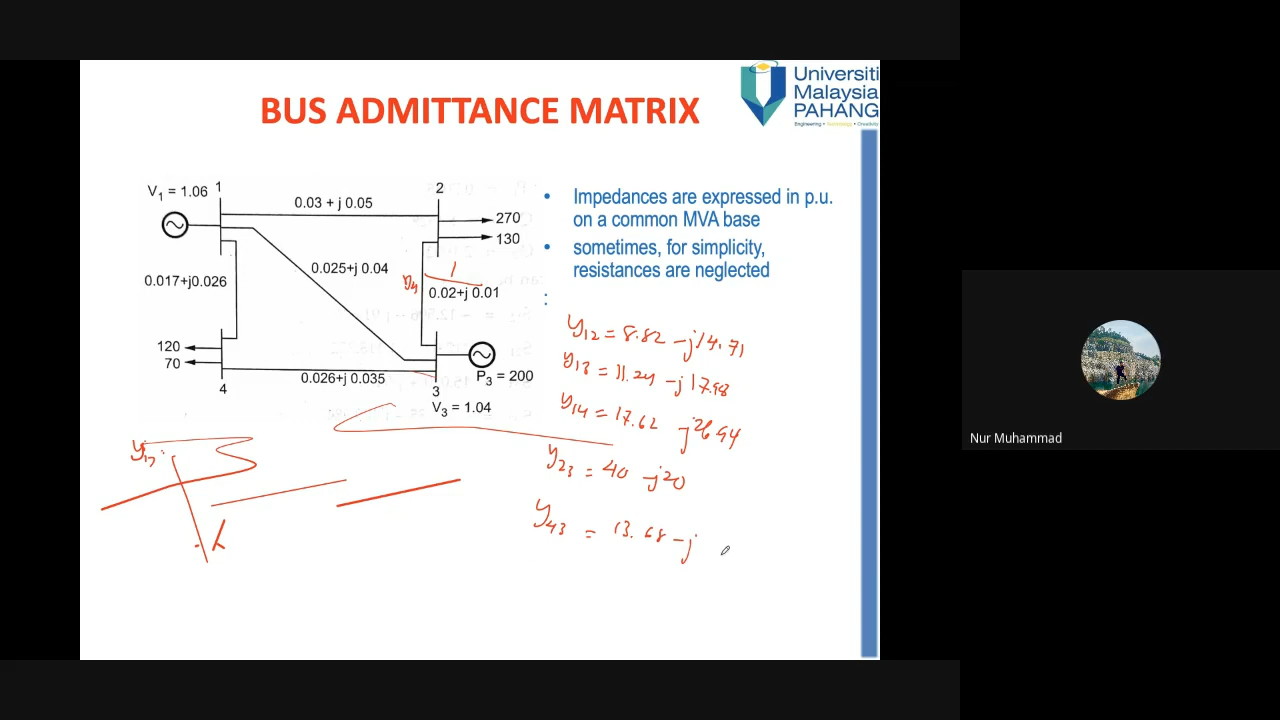 BUS ADMITTANCE MATRIX
Universiti
Malaysia
PAHANG
Engineering • Technology • Creativity
V1 = 1.06
1
2
0.03 + j 0.05
270
130
0.025+j 0.04
0.017+j0.026
0.02+j 0.01
120
70
4
0.026+j 0.035
3
P3 = 200
V3 = 1.04
• Impedances are expressed in p.u.
on a common MVA base
• sometimes, for simplicity,
resistances are neglected
:
y12 = 8.82 - j14.71
y13 = 11.24 - j17.98
y14 = 17.62 j26.94
y23 = 40 - j20
y43 = 13.68 - j
Nur Muhammad